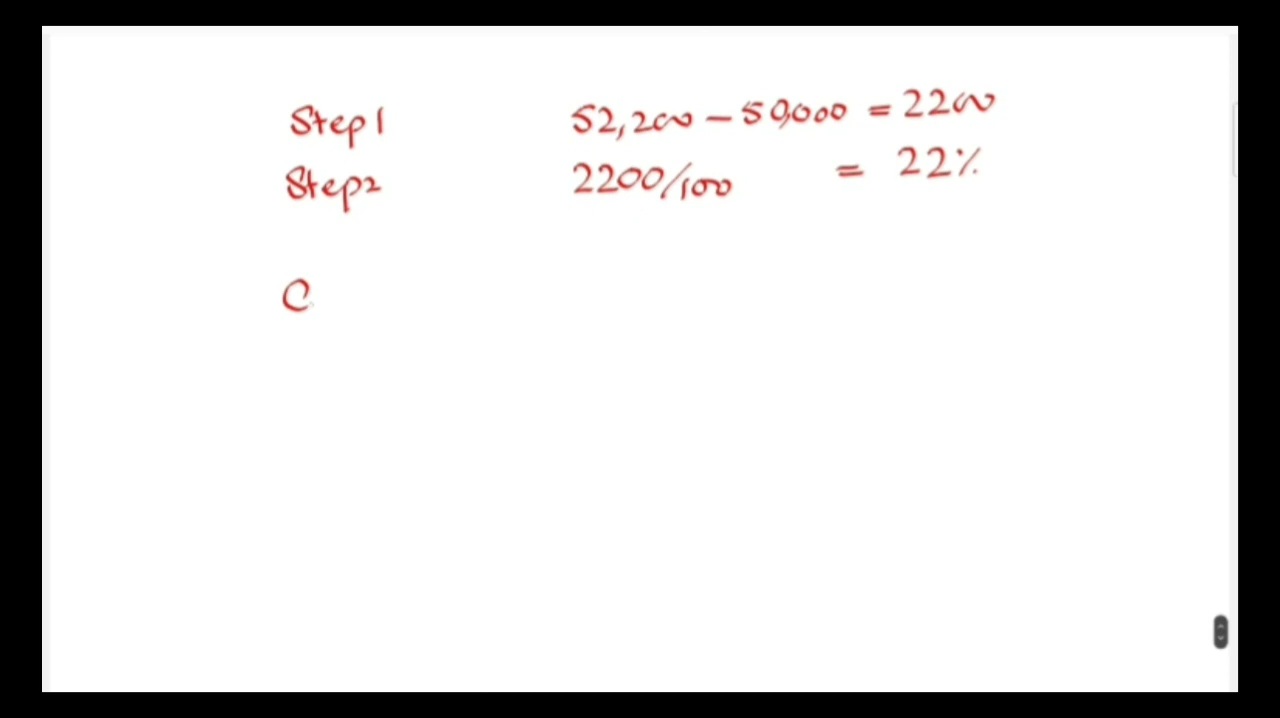 Step 1 52,200 - 50,000 = 2200
Step 2 2200/100 = 22%
C